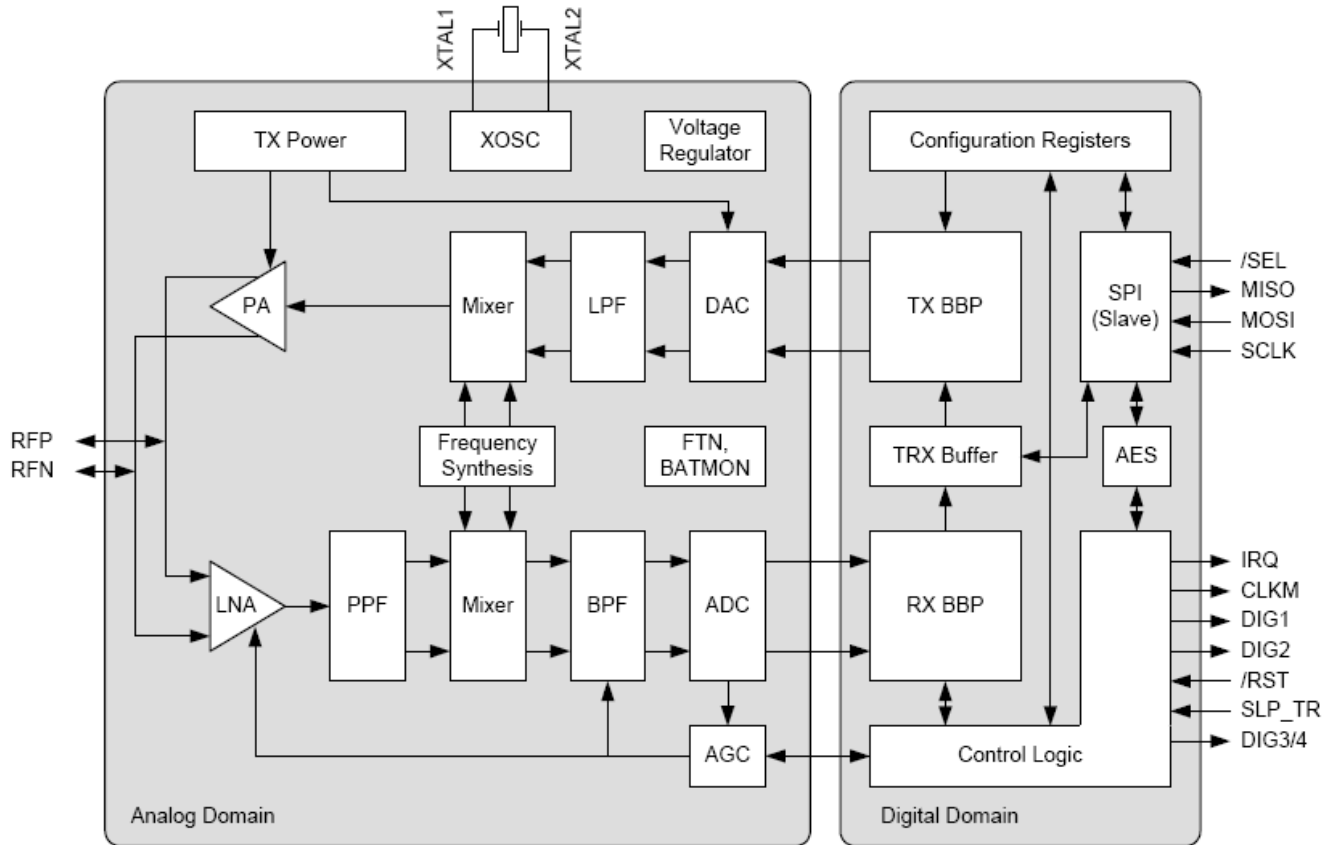 XTAL1
XTAL2
TX Power
XOSC
Voltage
Regulator
Configuration Registers
PA
Mixer
LPF
DAC
TX BBP
SPI
(Slave)
/SEL
MISO
MOSI
SCLK
RFP
RFN
Frequency
Synthesis
FTN,
BATMON
TRX Buffer
AES
LNA
PPF
Mixer
BPF
ADC
RX BBP
IRQ
CLKM
DIG1
DIG2
/RST
SLP_TR
DIG3/4
AGC
Control Logic
Analog Domain
Digital Domain